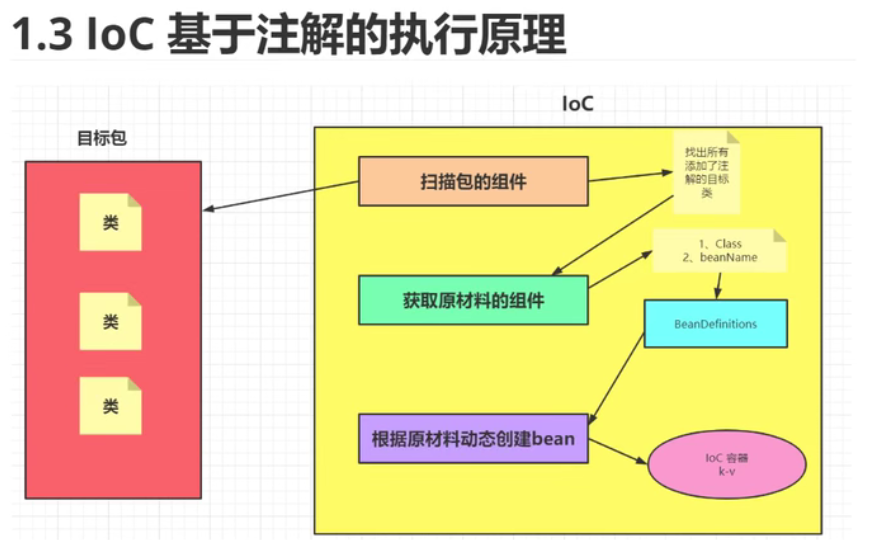 1.3 IoC 基于注解的执行原理
IoC
目标包
类
类
类
扫描包的组件
找出所有
添加了注
解的目标
类
获取原材料的组件
1、Class
2、beanName
BeanDefinitions
根据原材料动态创建bean
IoC 容器
k-v